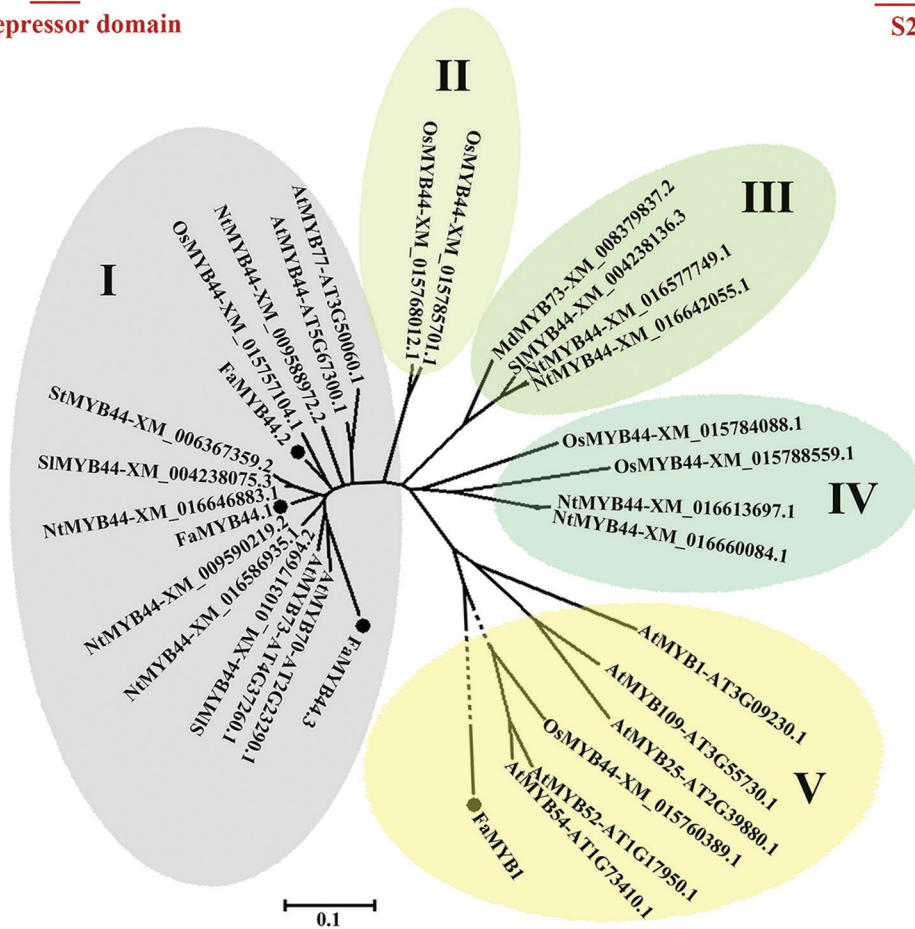 epressor domain
S2
II
OsMYB44-XM_015768012.1
OsMYB44-XM_015785701.1
III
MdMYB73-XM_008379837.2
SlMYB44-XM_004238136.3
NtMYB44-XM_016577749.1
NtMYB44-XM_016642055.1
I
AtMYB77-AT3G50060.1
AtMYB44-AT5G67300.1
NtMYB44-XM_009588972.2
OsMYB44-XM_015757104.1
FaMYB44.2
StMYB44-XM_006367359.2
SlMYB44-XM_004238075.3
NtMYB44-XM_016646883.1
FaMYB44.1
NtMYB44-XM_009590219.2
NtMYB44-XM_016586935.1
SlMYB44-XM_010317694.2
AtMYB73-AT4G37260.1
AtMYB70-AT2G23290.1
FaMYB44.3
OsMYB44-XM_015784088.1
OsMYB44-XM_015788559.1
IV
NtMYB44-XM_016613697.1
NtMYB44-XM_016660084.1
AtMYB1-AT3G09230.1
AtMYB109-AT3G55730.1
AtMYB25-AT2G39880.1
V
OsMYB44-XM_015760389.1
AtMYB52-AT1G17950.1
AtMYB54-AT1G73410.1
FaMYB1
0.1